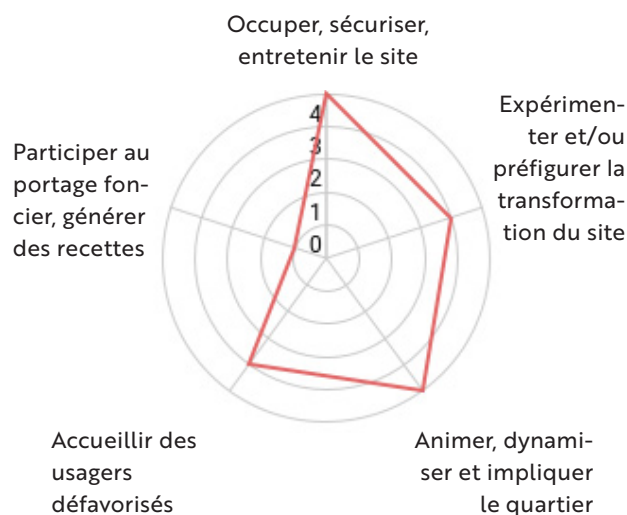 Occuper, sécuriser,
entretenir le site
Expérimen-
ter et/ou
préfigurer la
transforma-
tion du site
Participer au
portage fon-
cier, générer
des recettes
4
3
2
1
0
Accueillir des
usagers
défavorisés
Animer, dynami-
ser et impliquer
le quartier